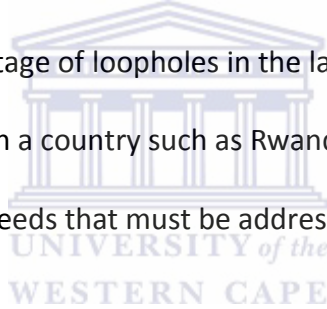 tage of loopholes in the la
n a country such as Rwand
eeds that must be addres
UNIVERSITY of the
WESTERN CAPE